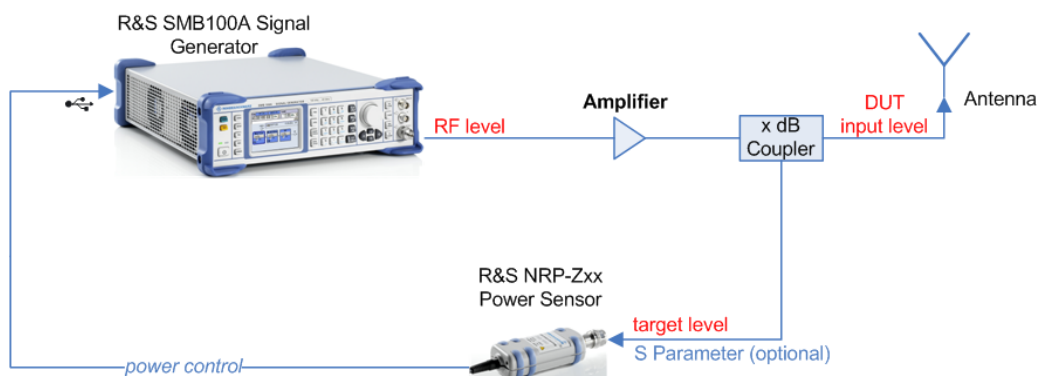 R&S SMB100A Signal
Generator
RF level
Amplifier
x dB
Coupler
DUT
input level
Antenna
R&S NRP-Zxx
Power Sensor
target level
S Parameter (optional)
power control